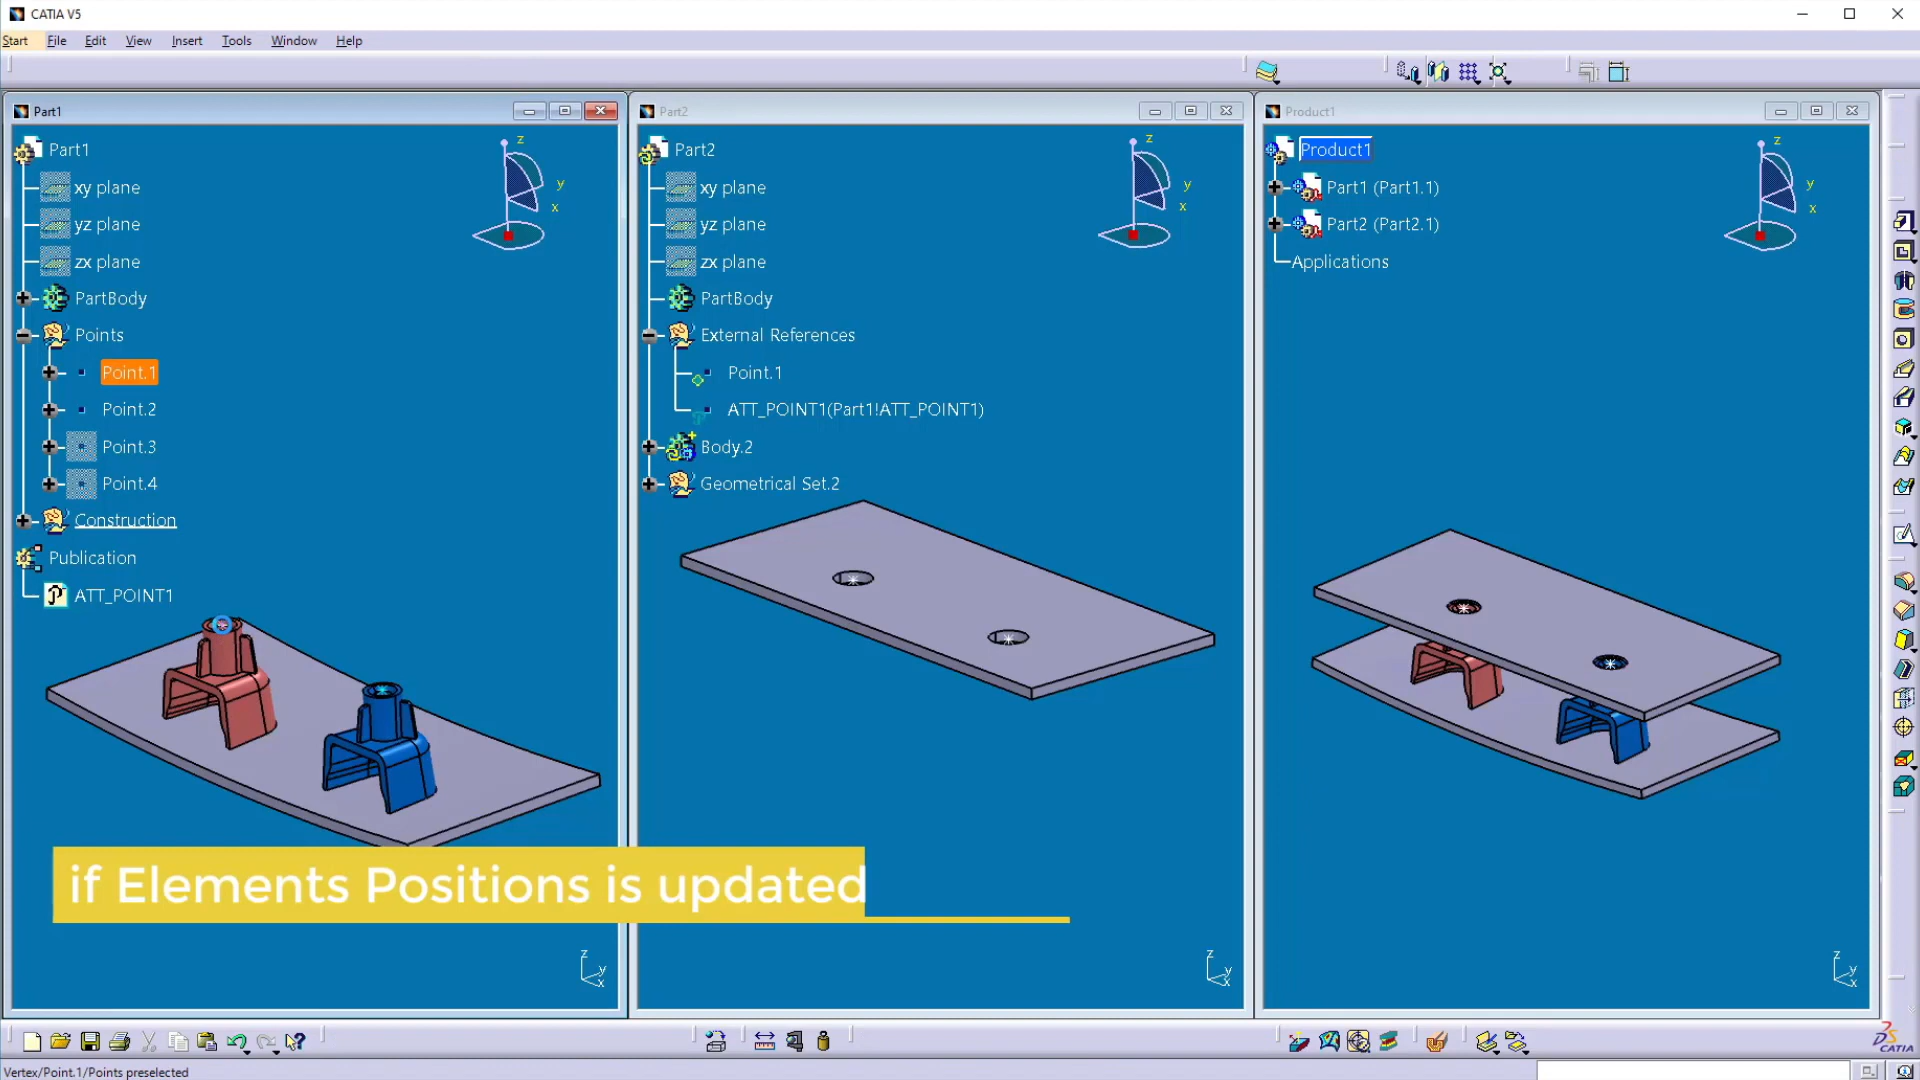 CATIA V5
Start File Edit View Insert Tools Window Help
Part1
Part1
xy plane
yz plane
zx plane
PartBody
Points
Point.1
Point.2
Point.3
Point.4
Construction
Publication
ATT_POINT1
z
y
x
z
y
x
Part2
Part2
xy plane
yz plane
zx plane
PartBody
External References
Point.1
ATT_POINT1(Part1!ATT_POINT1)
Body.2
Geometrical Set.2
z
y
x
z
y
x
Product1
Product1
Part1 (Part1.1)
Part2 (Part2.1)
Applications
z
y
x
z
y
x
if Elements Positions is updated
CATIA
Vertex/Point.1/Points preselected